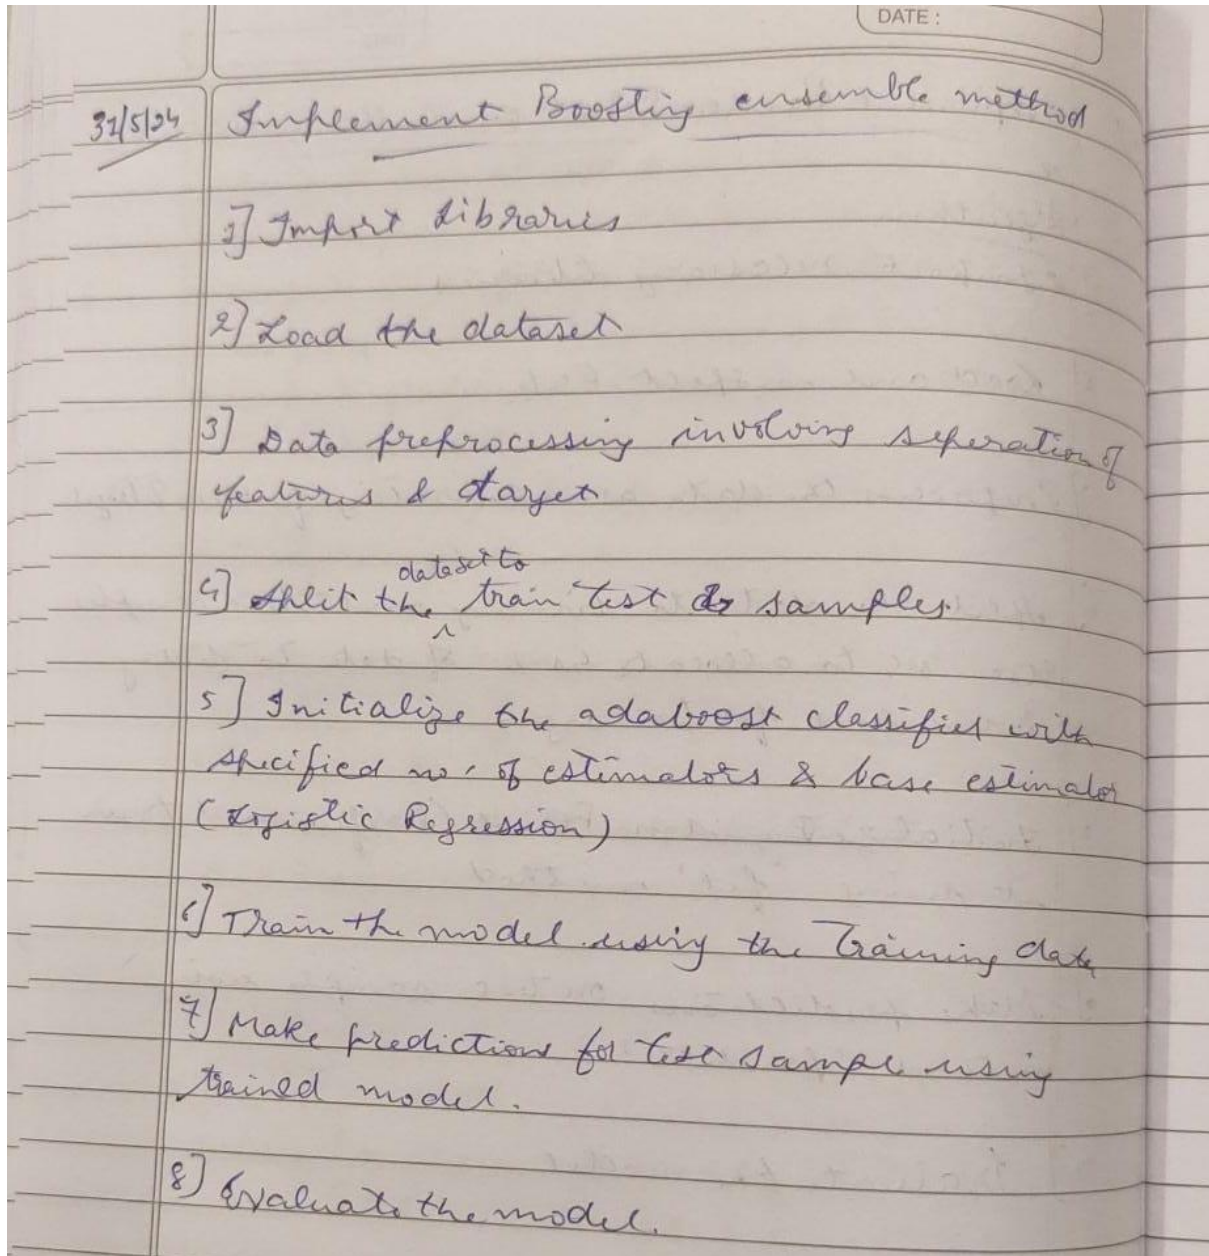 DATE :
31/5/24 Implement Boosting ensemble method
1] Import Libraries
2] Load the dataset
3] Data preprocessing involving seperation of
features & target
4] Split the dataset to train test samples.
5] Initialize the adaboost classifier with
specified no. of estimators & base estimator
(Logistic Regression)
6] Train the model using the Training data
7] Make predictions for test sample using
trained model.
8] Evaluate the model.